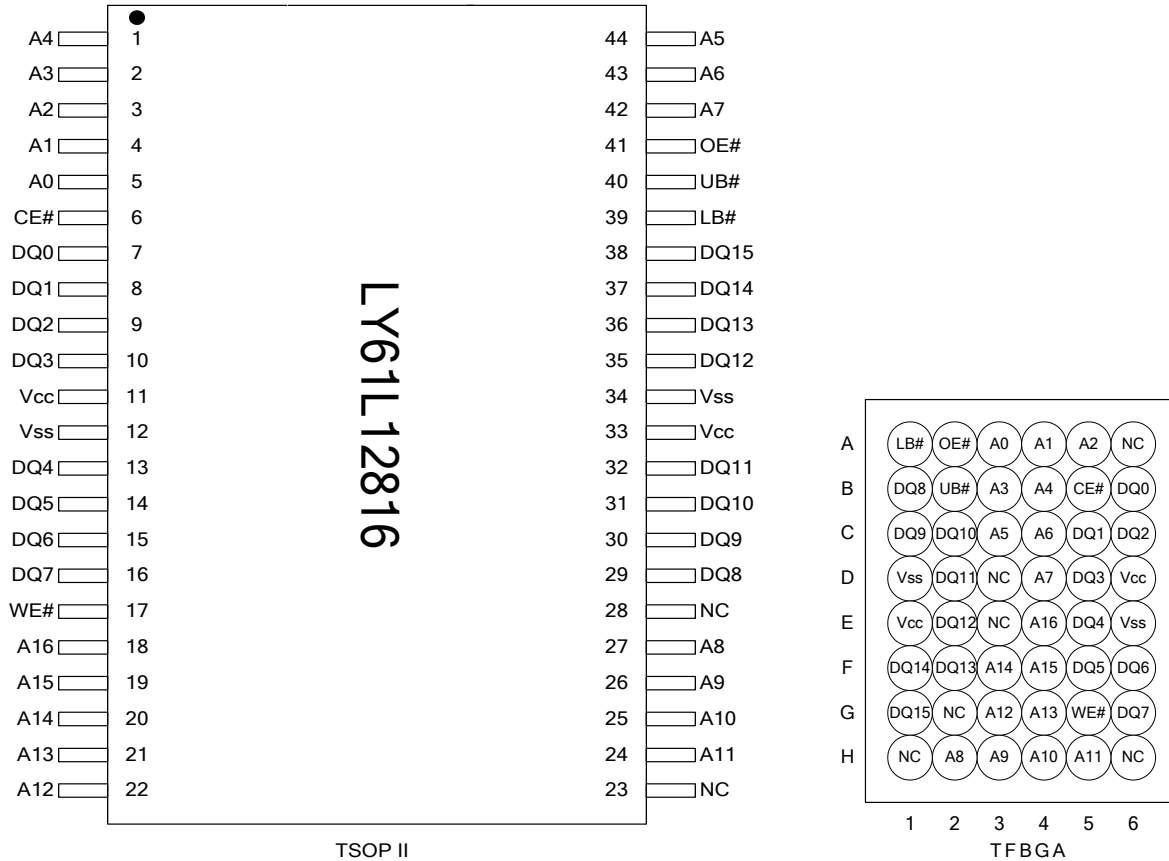 A4 1 44 A5
A3 2 43 A6
A2 3 42 A7
A1 4 41 OE#
A0 5 40 UB#
CE# 6 39 LB#
DQ0 7 38 DQ15
DQ1 8 37 DQ14
DQ2 9 36 DQ13
DQ3 10 35 DQ12
Vcc 11 34 Vss
Vss 12 33 Vcc
DQ4 13 32 DQ11
DQ5 14 31 DQ10
DQ6 15 30 DQ9
DQ7 16 29 DQ8
WE# 17 28 NC
A16 18 27 A8
A15 19 26 A9
A14 20 25 A10
A13 21 24 A11
A12 22 23 NC
LY61L12816
TSOP II
A LB# OE# A0 A1 A2 NC
B DQ8 UB# A3 A4 CE# DQ0
C DQ9 DQ10 A5 A6 DQ1 DQ2
D Vss DQ11 NC A7 DQ3 Vcc
E Vcc DQ12 NC A16 DQ4 Vss
F DQ14 DQ13 A14 A15 DQ5 DQ6
G DQ15 NC A12 A13 WE# DQ7
H NC A8 A9 A10 A11 NC
1 2 3 4 5 6
TFBGA